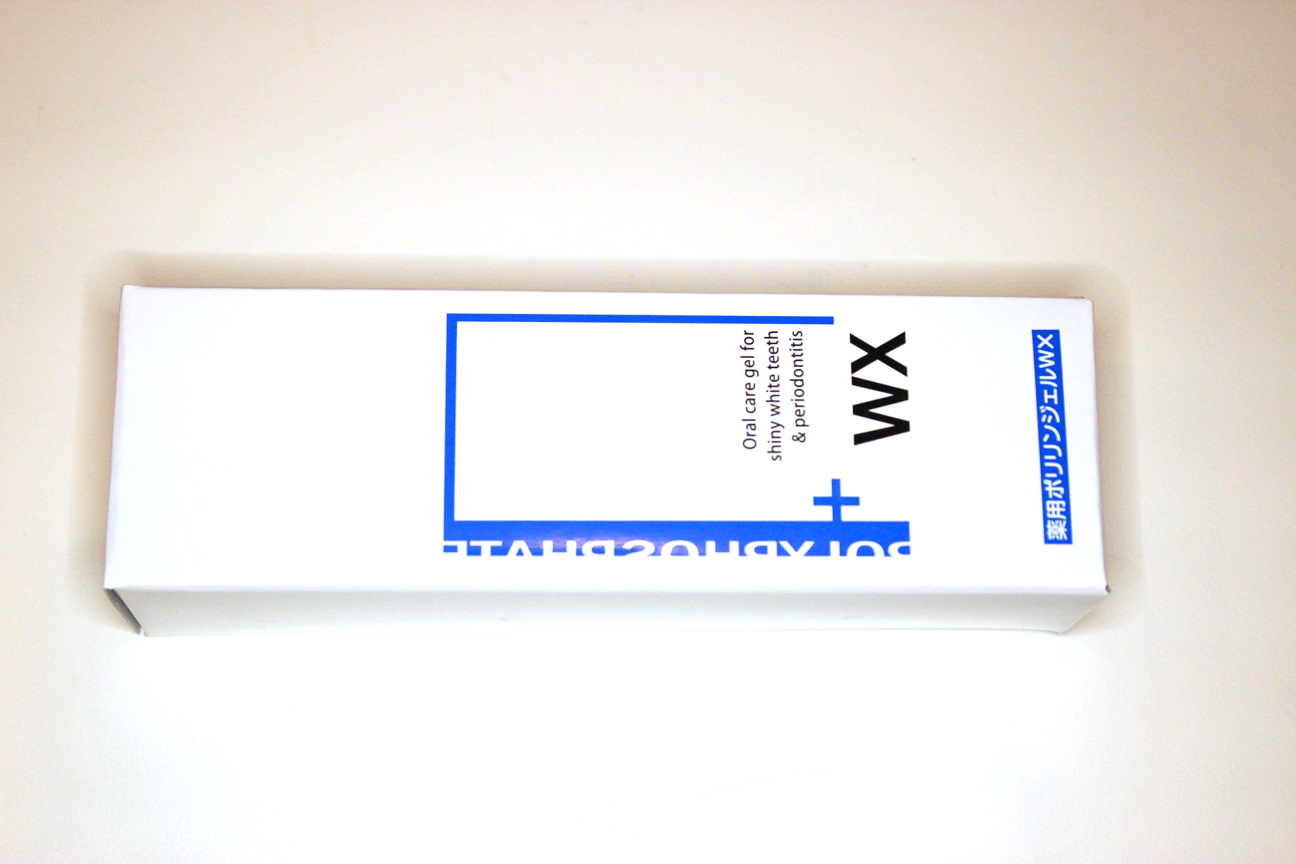 POLYPHOSPHATE
Oral care gel for
shiny white teeth
& periodontitis
+
WX
薬用ポリリンジェルWX